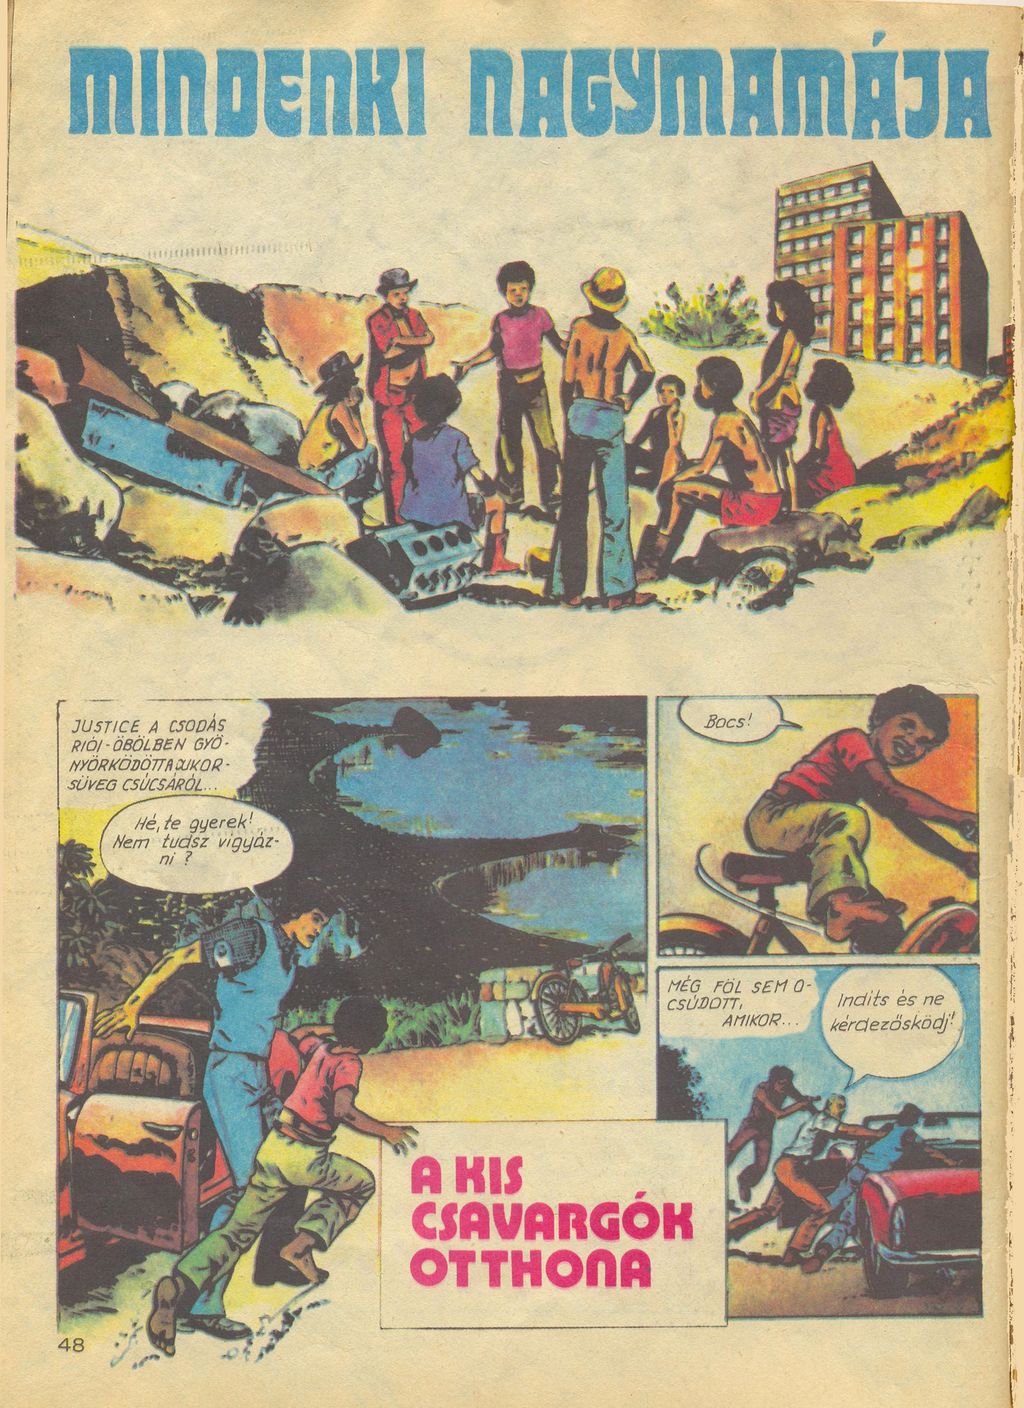 MINDENKI NAGYMAMÁJA
JUSTICE A CSODÁS
RIÓI-ÖBÖLBEN GYÖ-
NYÖRKÖDÖTT A CUKOR-
SÜVEG CSÚCSÁRÓL...
Hé, te gyerek!
Nem tudsz vigyáz-
ni ?
Bocs!
MÉG FÖL SEM O-
CSÚDOTT,
AMIKOR...
Indíts és ne
kérdezősködj!
A KIS
CSAVARGÓK
OTTHONA
48